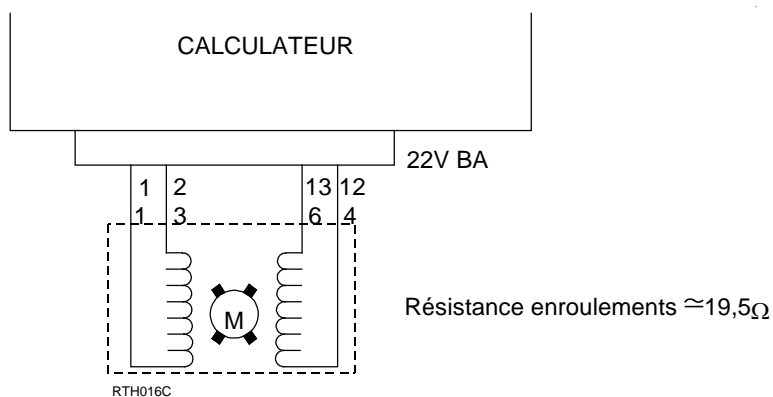 CALCULATEUR
22V BA
1 2 13 12
1 3 6 4
M
Résistance enroulements ≃19,5Ω
RTH016C